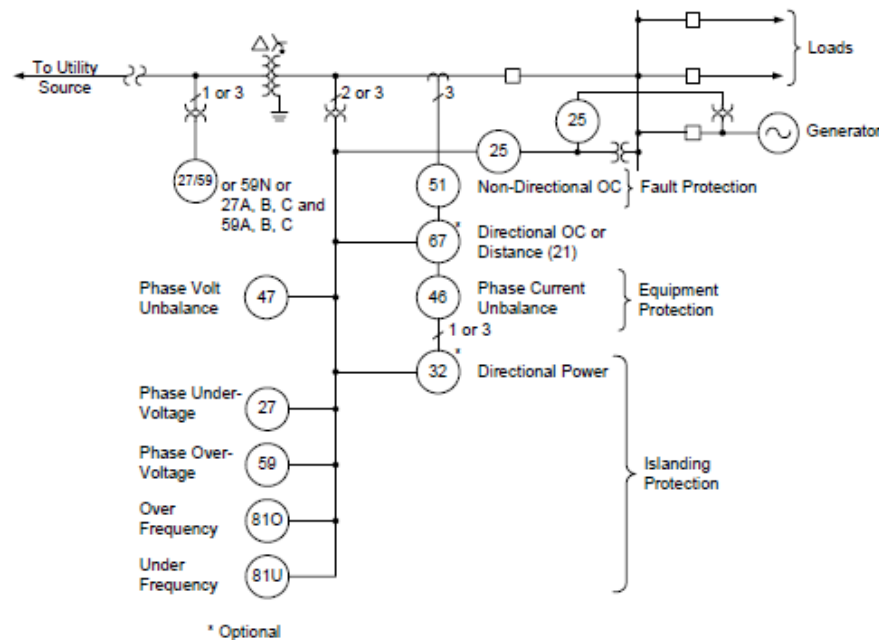 To Utility
Source
1 or 3
2 or 3
3
Loads
25
25
Generator
27/59
or 59N or
27A, B, C and
59A, B, C
51
Non-Directional OC
Fault Protection
67
*
Directional OC or
Distance (21)
Phase Volt
Unbalance
47
46
Phase Current
Unbalance
Equipment
Protection
1 or 3
32
*
Directional Power
Phase Under-
Voltage
27
Phase Over-
Voltage
59
Islanding
Protection
Over
Frequency
81O
Under
Frequency
81U
* Optional